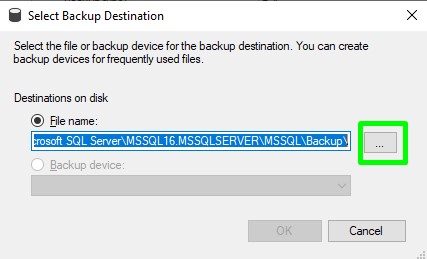 Select Backup Destination
Select the file or backup device for the backup destination. You can create
backup devices for frequently used files.
Destinations on disk
File name:
crosoft SQL Server\MSSQL16.MSSQLSERVER\MSSQL\Backup\
...
Backup device:
OK
Cancel